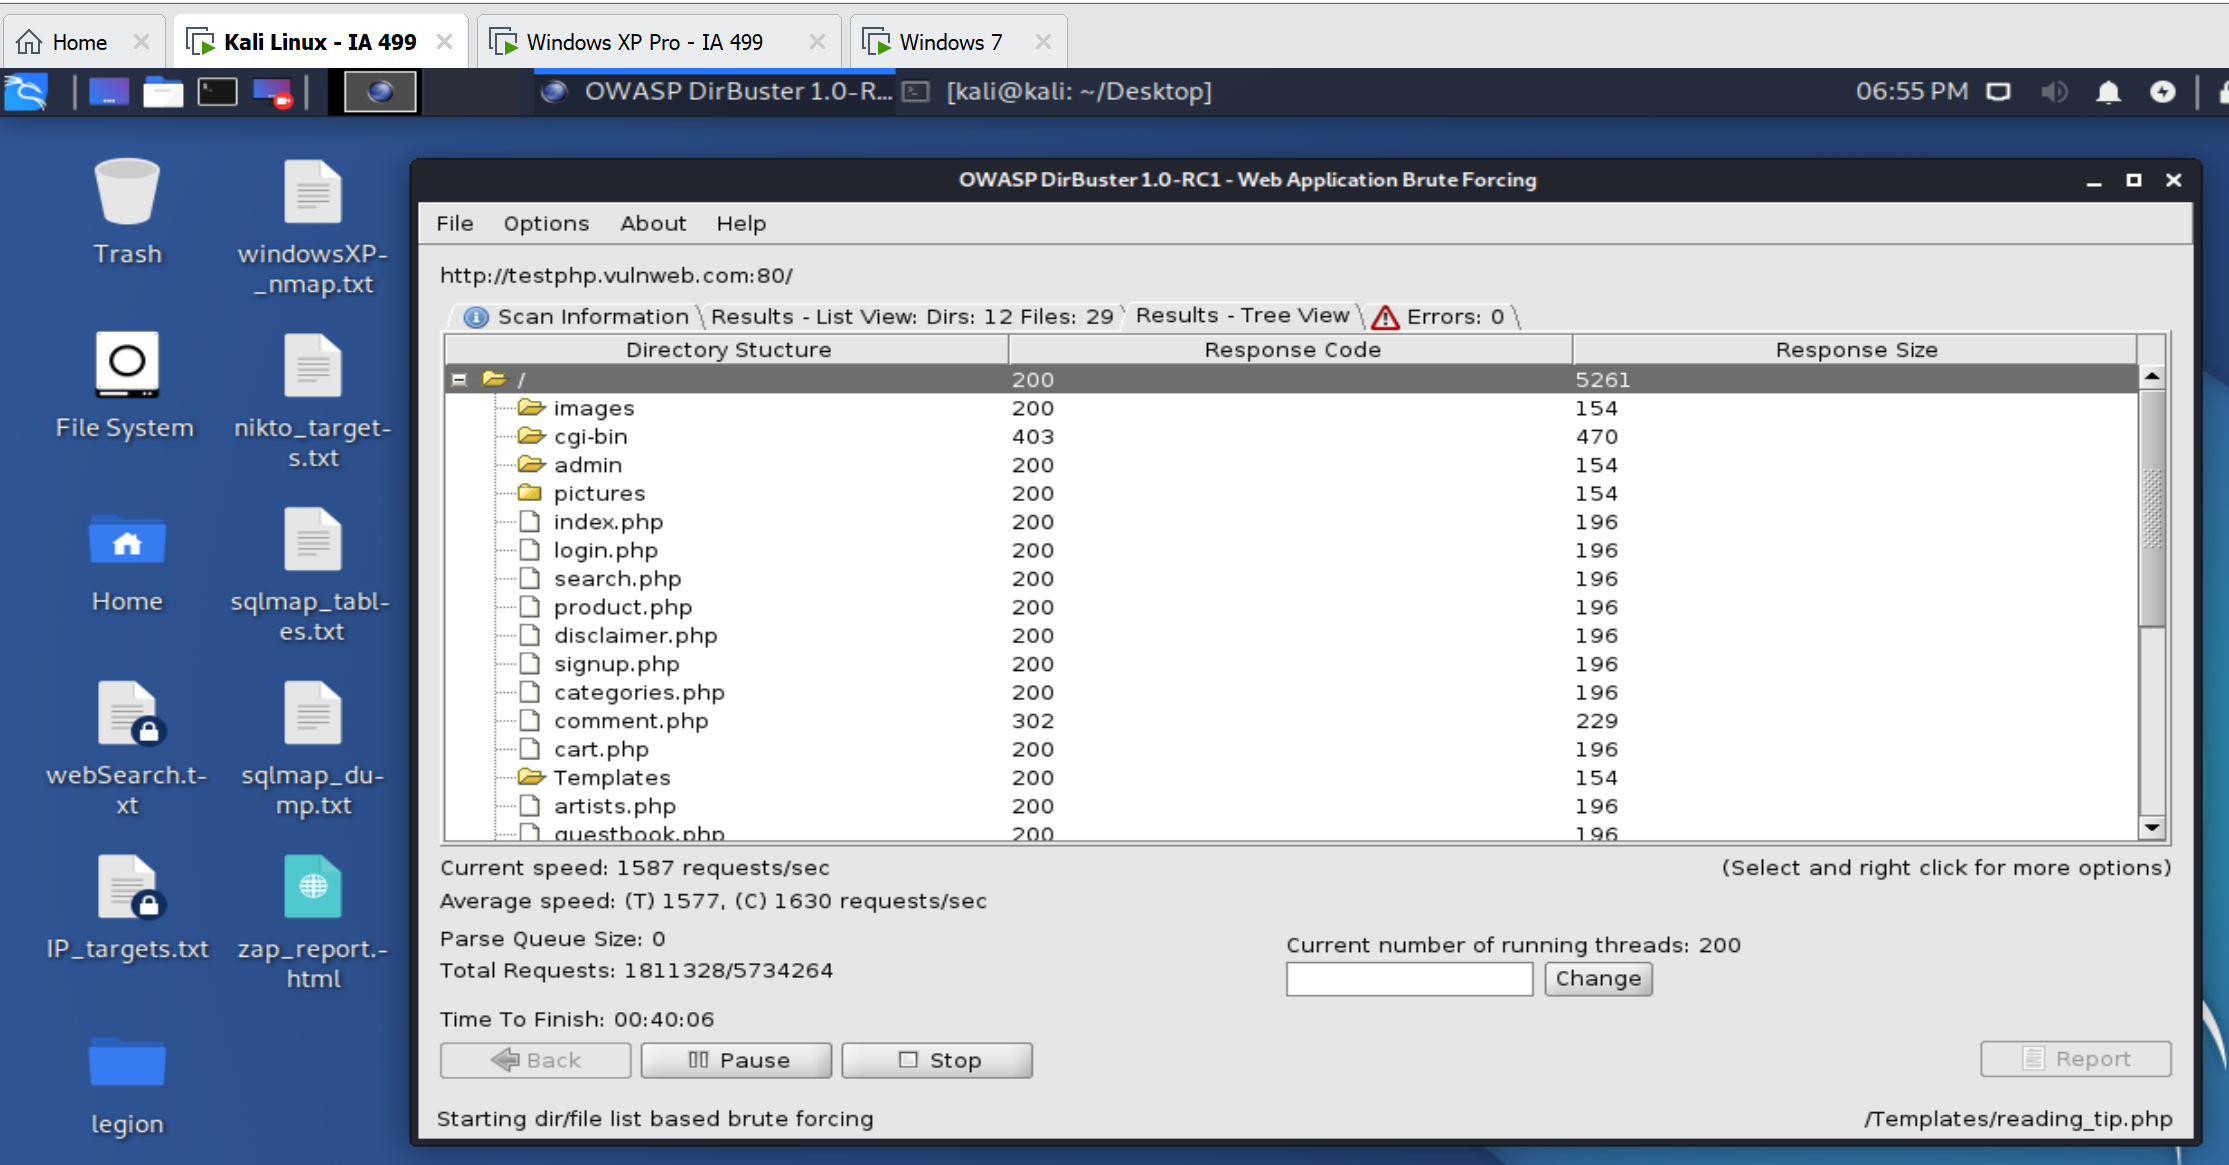 Home
Kali Linux - IA 499
Windows XP Pro - IA 499
Windows 7
OWASP DirBuster 1.0-R...
[kali@kali: ~/Desktop]
06:55 PM
Trash
windowsXP-
_nmap.txt
File System
nikto_target-
s.txt
Home
sqlmap_tabl-
es.txt
webSearch.t-
xt
sqlmap_du-
mp.txt
IP_targets.txt
zap_report.-
html
legion
OWASP DirBuster 1.0-RC1 - Web Application Brute Forcing
File Options About Help
http://testphp.vulnweb.com:80/
Scan Information \ Results - List View: Dirs: 12 Files: 29 \ Results - Tree View \ Errors: 0 \
Directory Stucture Response Code Response Size
/ 200 5261
images 200 154
cgi-bin 403 470
admin 200 154
pictures 200 154
index.php 200 196
login.php 200 196
search.php 200 196
product.php 200 196
disclaimer.php 200 196
signup.php 200 196
categories.php 200 196
comment.php 302 229
cart.php 200 196
Templates 200 154
artists.php 200 196
guestbook.php 200 196
Current speed: 1587 requests/sec
(Select and right click for more options)
Average speed: (T) 1577, (C) 1630 requests/sec
Parse Queue Size: 0
Current number of running threads: 200
Total Requests: 1811328/5734264
Change
Time To Finish: 00:40:06
Back Pause Stop Report
Starting dir/file list based brute forcing
/Templates/reading_tip.php